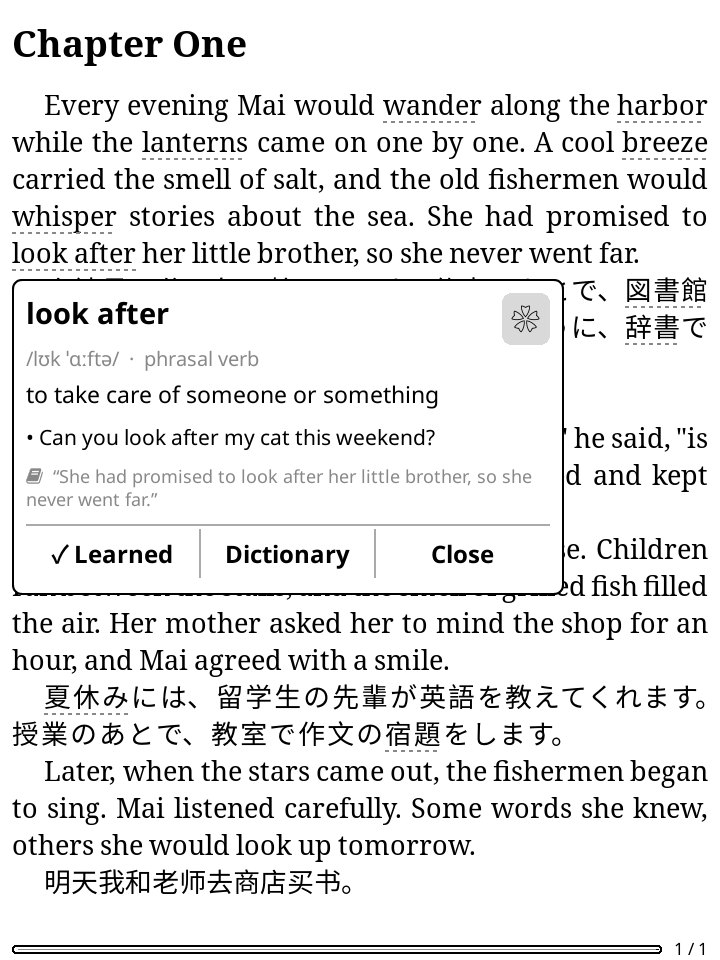 Chapter One
Every evening Mai would wander along the harbor
while the lanterns came on one by one. A cool breeze
carried the smell of salt, and the old fishermen would
whisper stories about the sea. She had promised to
look after her little brother, so she never went far.
で、図書館
に、辞書で
look after
/lʊk ˈɑːftə/ · phrasal verb
to take care of someone or something
• Can you look after my cat this weekend?
“She had promised to look after her little brother, so she
never went far.”
✓ Learned
Dictionary
Close
he said, "is
d and kept
se. Children
fish filled
the air. Her mother asked her to mind the shop for an
hour, and Mai agreed with a smile.
夏休みには、留学生の先輩が英語を教えてくれます。
授業のあとで、教室で作文の宿題をします。
Later, when the stars came out, the fishermen began
to sing. Mai listened carefully. Some words she knew,
others she would look up tomorrow.
明天我和老师去商店买书。
1 / 1